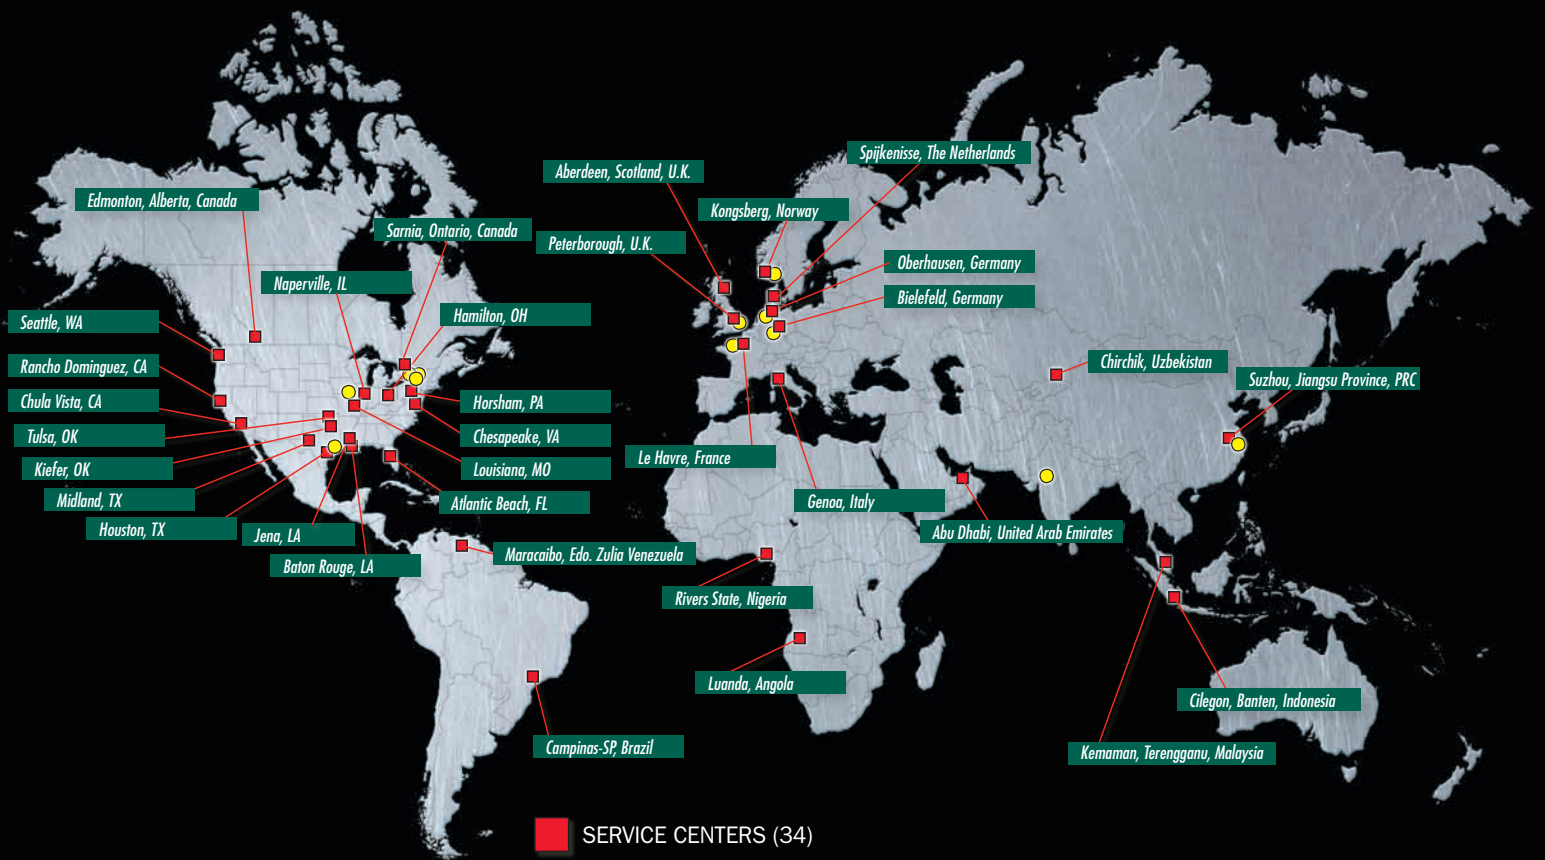 Spijkenisse, The Netherlands
Aberdeen, Scotland, U.K.
Edmonton, Alberta, Canada
Kongsberg, Norway
Sarnia, Ontario, Canada
Peterborough, U.K.
Oberhausen, Germany
Naperville, IL
Bielefeld, Germany
Hamilton, OH
Seattle, WA
Rancho Dominguez, CA
Chirchik, Uzbekistan
Suzhou, Jiangsu Province, PRC
Chula Vista, CA
Horsham, PA
Tulsa, OK
Chesapeake, VA
Le Havre, France
Kiefer, OK
Louisiana, MO
Midland, TX
Atlantic Beach, FL
Genoa, Italy
Houston, TX
Jena, LA
Abu Dhabi, United Arab Emirates
Maracaibo, Edo. Zulia Venezuela
Baton Rouge, LA
Rivers State, Nigeria
Luanda, Angola
Cilegon, Banten, Indonesia
Campinas-SP, Brazil
Kemaman, Terengganu, Malaysia
SERVICE CENTERS (34)